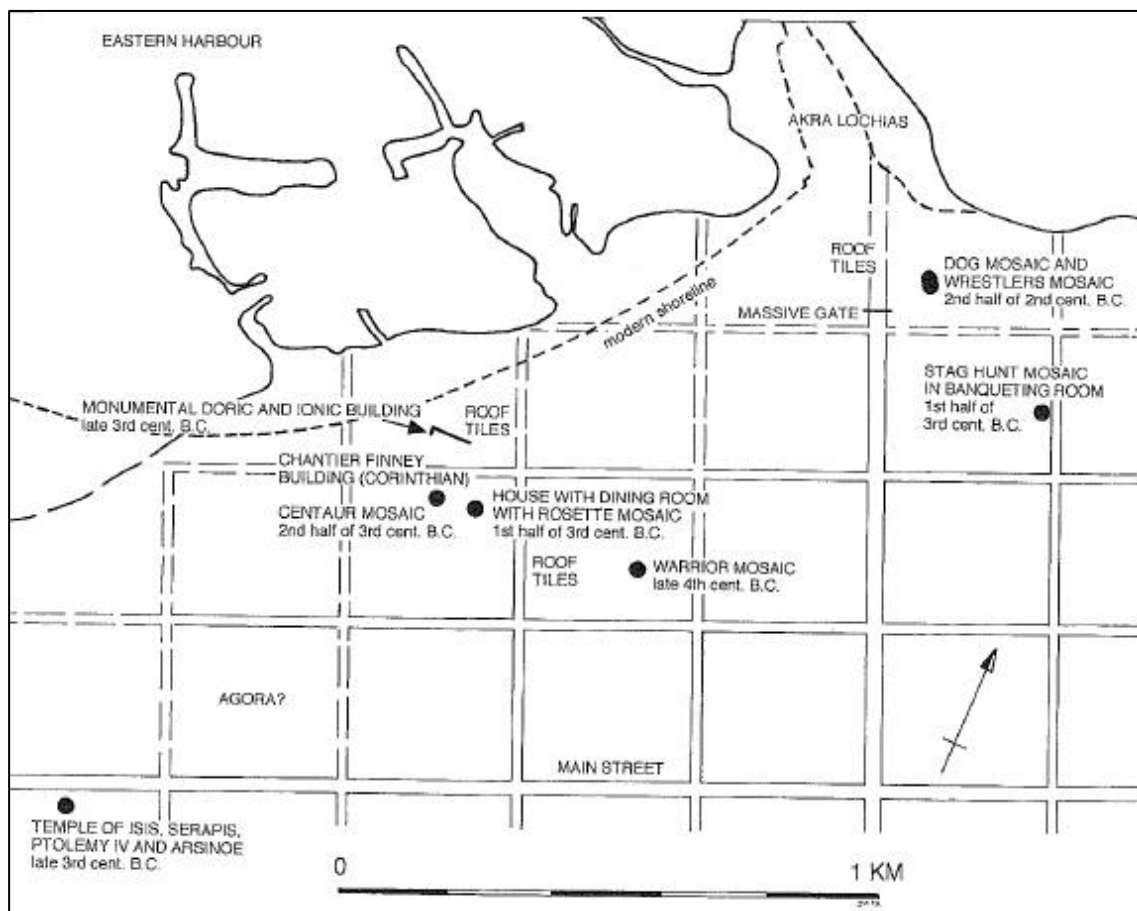 EASTERN HARBOUR
AKRA LOCHIAS
ROOF
TILES
DOG MOSAIC AND
WRESTLERS MOSAIC
2nd half of 2nd cent. B.C.
MASSIVE GATE
modern shoreline
STAG HUNT MOSAIC
IN BANQUETING ROOM
1st half of
3rd cent. B.C.
MONUMENTAL DORIC AND IONIC BUILDING
late 3rd cent. B.C.
ROOF
TILES
CHANTIER FINNEY
BUILDING (CORINTHIAN)
CENTAUR MOSAIC
2nd half of 3rd cent. B.C.
HOUSE WITH DINING ROOM
WITH ROSETTE MOSAIC
1st half of 3rd cent. B.C.
ROOF
TILES
WARRIOR MOSAIC
late 4th cent. B.C.
AGORA?
MAIN STREET
TEMPLE OF ISIS, SERAPIS,
PTOLEMY IV AND ARSINOE
late 3rd cent. B.C.
0
1 KM